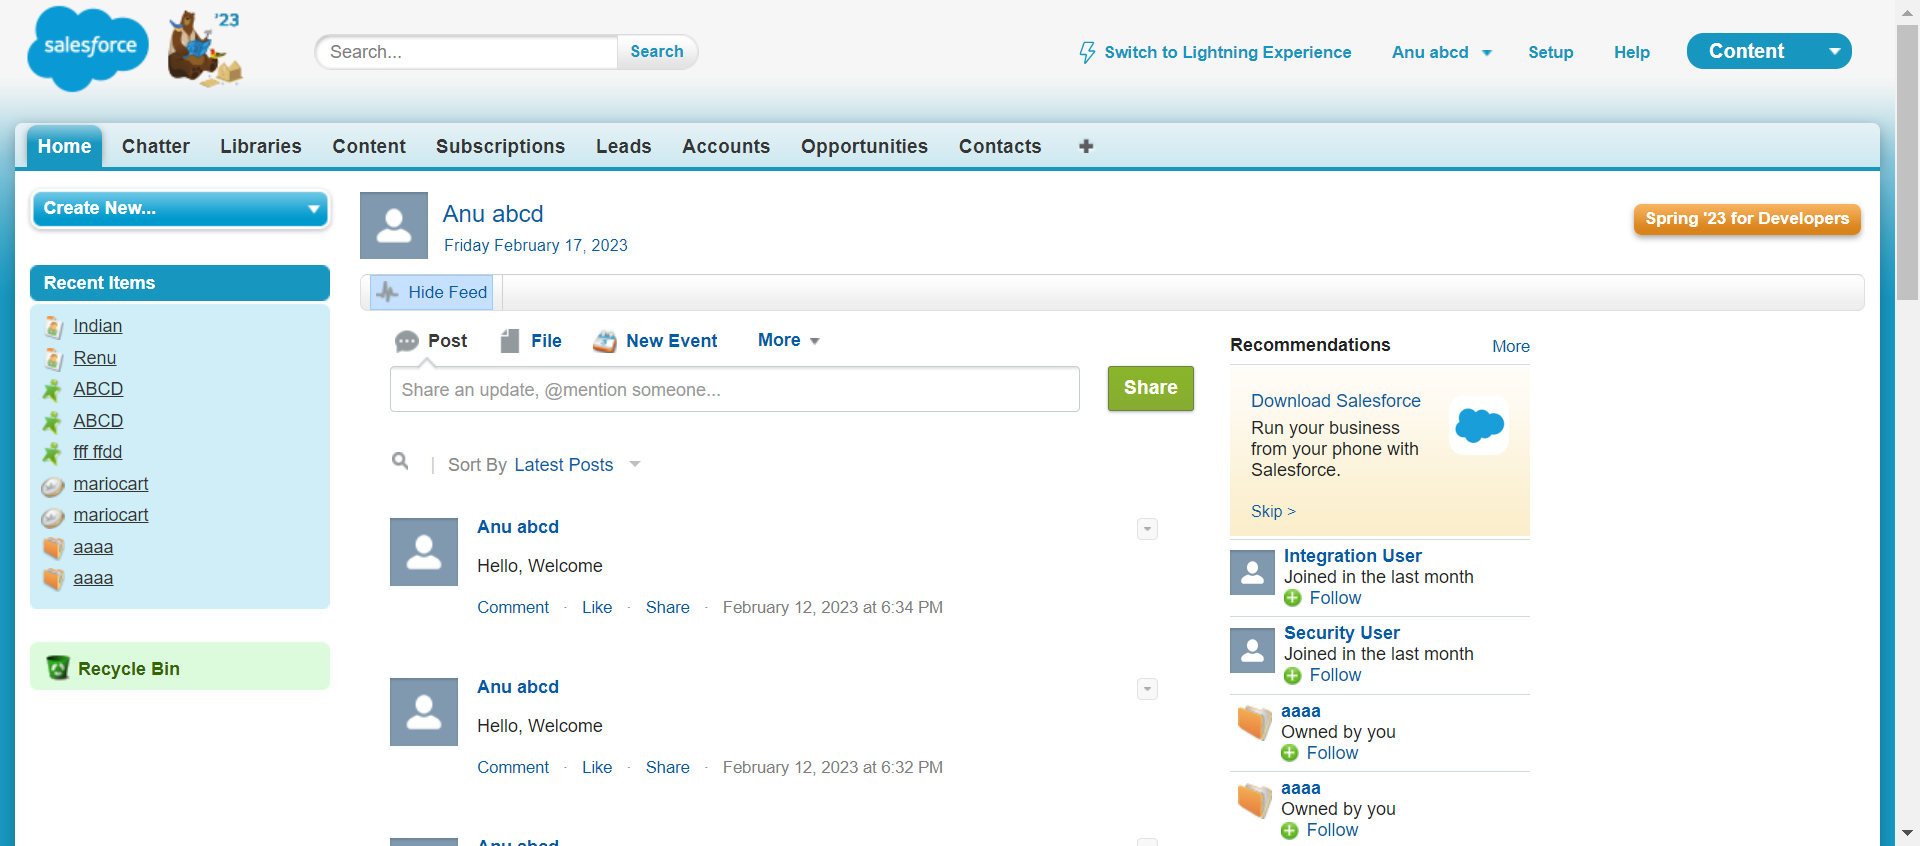 salesforce
'23
Search...
Search
Switch to Lightning Experience
Anu abcd
Setup
Help
Content
Home
Chatter
Libraries
Content
Subscriptions
Leads
Accounts
Opportunities
Contacts
Create New...
Recent Items
Indian
Renu
ABCD
ABCD
fff ffdd
mariocart
mariocart
aaaa
aaaa
Recycle Bin
Anu abcd
Friday February 17, 2023
Spring '23 for Developers
Hide Feed
Post
File
New Event
More
Share an update, @mention someone...
Share
Sort By Latest Posts
Anu abcd
Hello, Welcome
Comment · Like · Share · February 12, 2023 at 6:34 PM
Anu abcd
Hello, Welcome
Comment · Like · Share · February 12, 2023 at 6:32 PM
Anu abcd
Recommendations
More
Download Salesforce
Run your business
from your phone with
Salesforce.
Skip >
Integration User
Joined in the last month
Follow
Security User
Joined in the last month
Follow
aaaa
Owned by you
Follow
aaaa
Owned by you
Follow